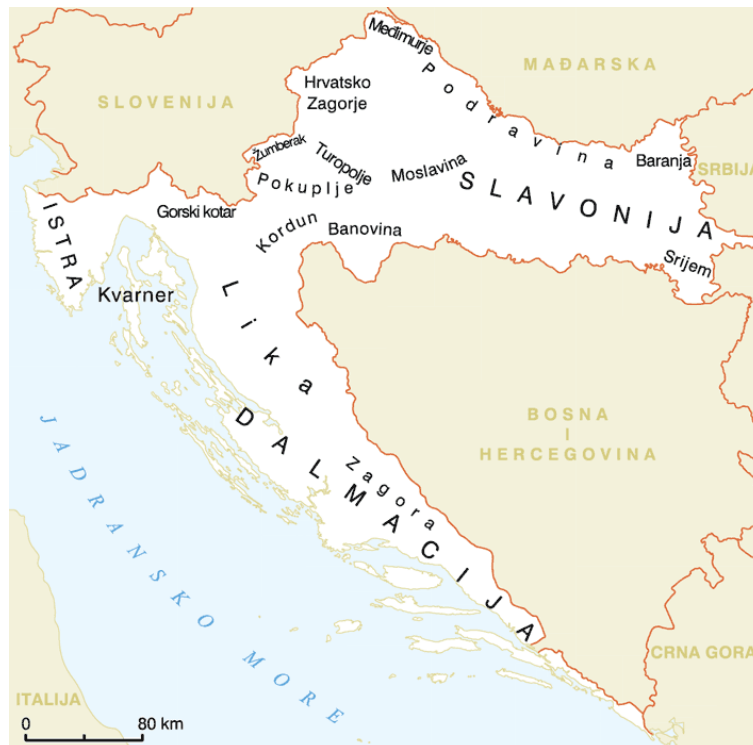 Međimurje
Podravina
MAĐARSKA
SLOVENIJA
Hrvatsko
Zagorje
Žumberak
Turopolje
Moslavina
Baranja
SRBIJA
Pokuplje
SLAVONIJA
ISTRA
Gorski kotar
Kordun
Banovina
Srijem
Kvarner
Lika
DALMACIJA
Zagora
BOSNA
I
HERCEGOVINA
JADRANSKO MORE
CRNA GORA
ITALIJA
0 80 km